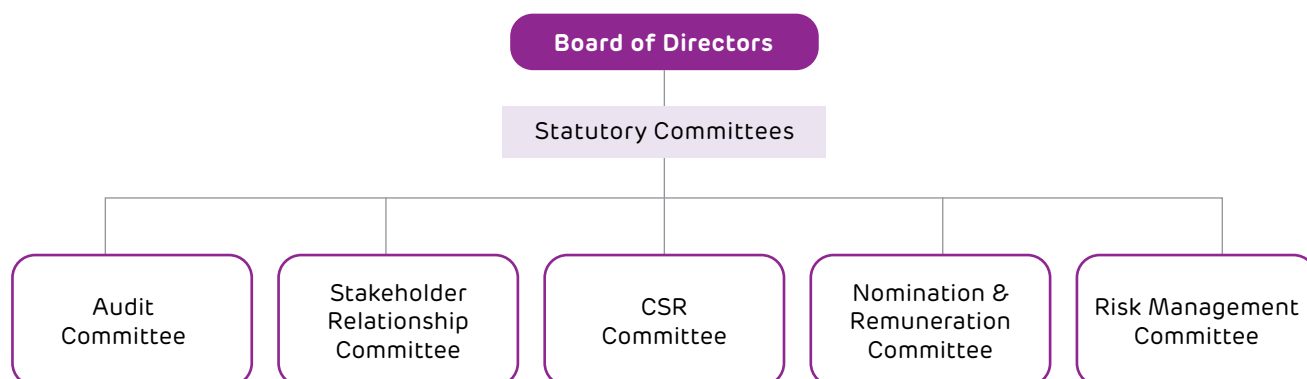 Board of Directors
Statutory Committees
Audit
Committee
Stakeholder
Relationship
Committee
CSR
Committee
Nomination &
Remuneration
Committee
Risk Management
Committee